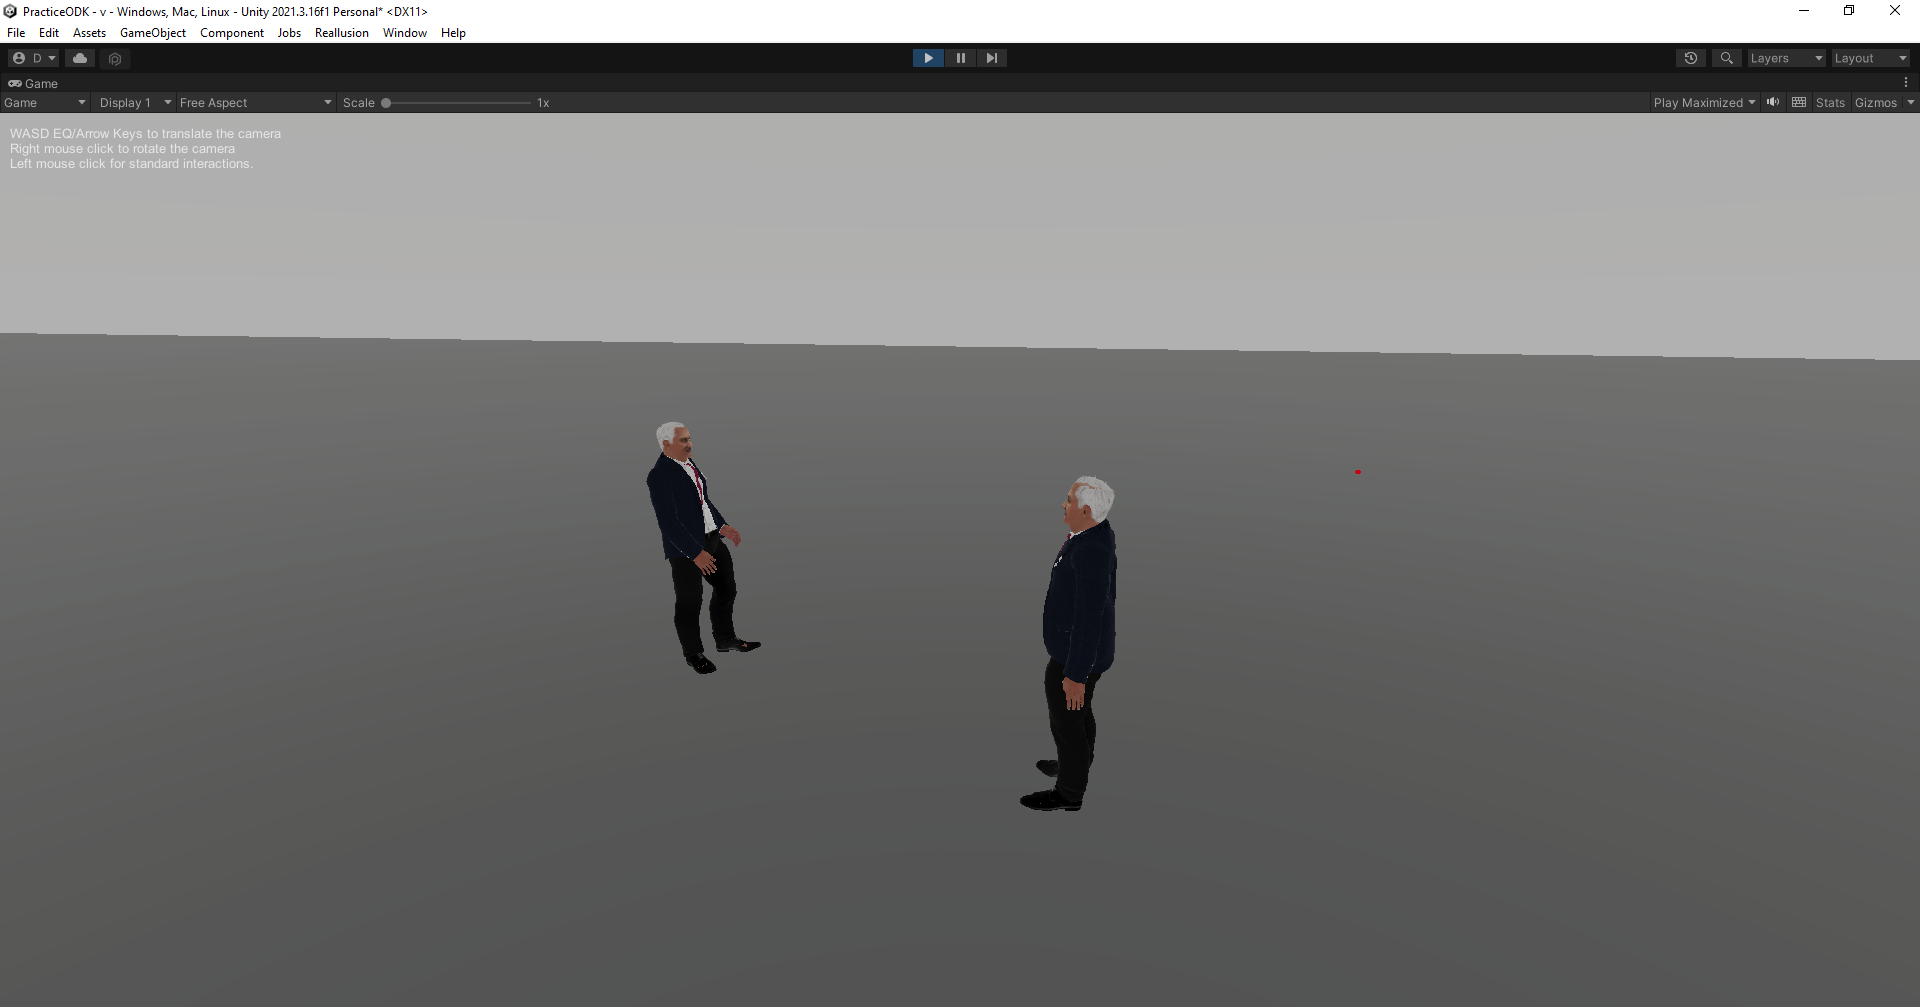 PracticeODK - v - Windows, Mac, Linux - Unity 2021.3.16f1 Personal* <DX11>
File Edit Assets GameObject Component Jobs Reallusion Window Help
D Layers Layout
Game
Game Display 1 Free Aspect Scale 1x Play Maximized Stats Gizmos
WASD EQ/Arrow Keys to translate the camera
Right mouse click to rotate the camera
Left mouse click for standard interactions.